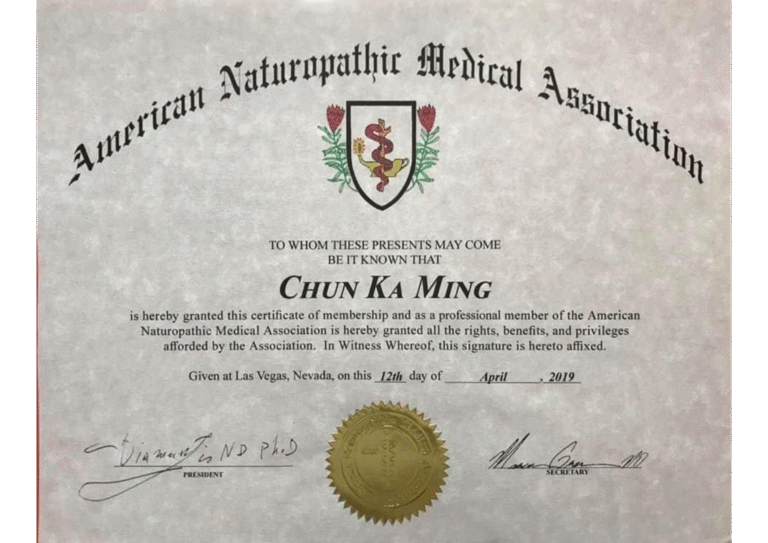 American Naturopathic Medical Association
TO WHOM THESE PRESENTS MAY COME
BE IT KNOWN THAT
CHUN KA MING
is hereby granted this certificate of membership and as a professional member of the American
Naturopathic Medical Association is hereby granted all the rights, benefits, and privileges
afforded by the Association. In Witness Whereof, this signature is hereto affixed.
Given at Las Vegas, Nevada, on this 12th day of April , 2019
ND Ph.D
PRESIDENT
SECRETARY